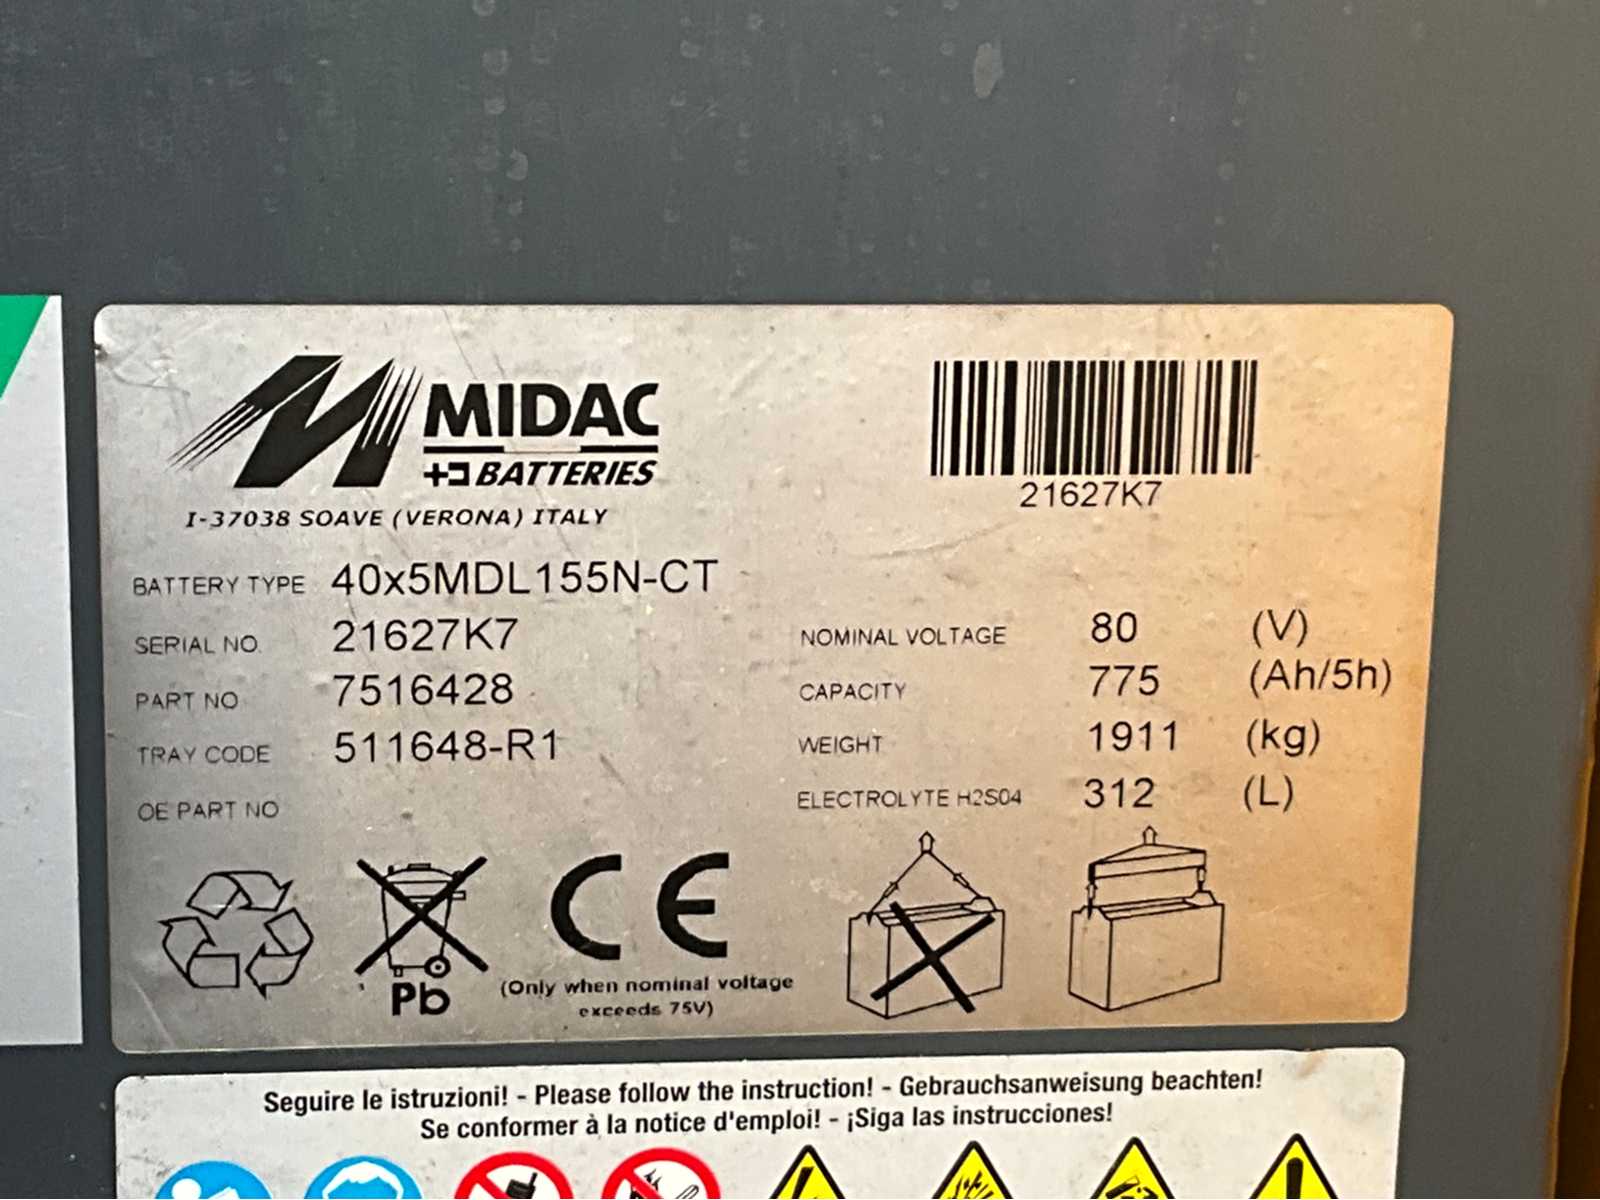 MIDAC
BATTERIES
I-37038 SOAVE (VERONA) ITALY
21627K7
BATTERY TYPE 40x5MDL155N-CT
SERIAL NO. 21627K7
PART NO 7516428
TRAY CODE 511648-R1
OE PART NO
NOMINAL VOLTAGE 80 (V)
CAPACITY 775 (Ah/5h)
WEIGHT 1911 (kg)
ELECTROLYTE H2S04 312 (L)
Pb
CE
(Only when nominal voltage
exceeds 75V)
Seguire le istruzioni! - Please follow the instruction! - Gebrauchsanweisung beachten!
Se conformer à la notice d'emploi! - ¡Siga las instrucciones!